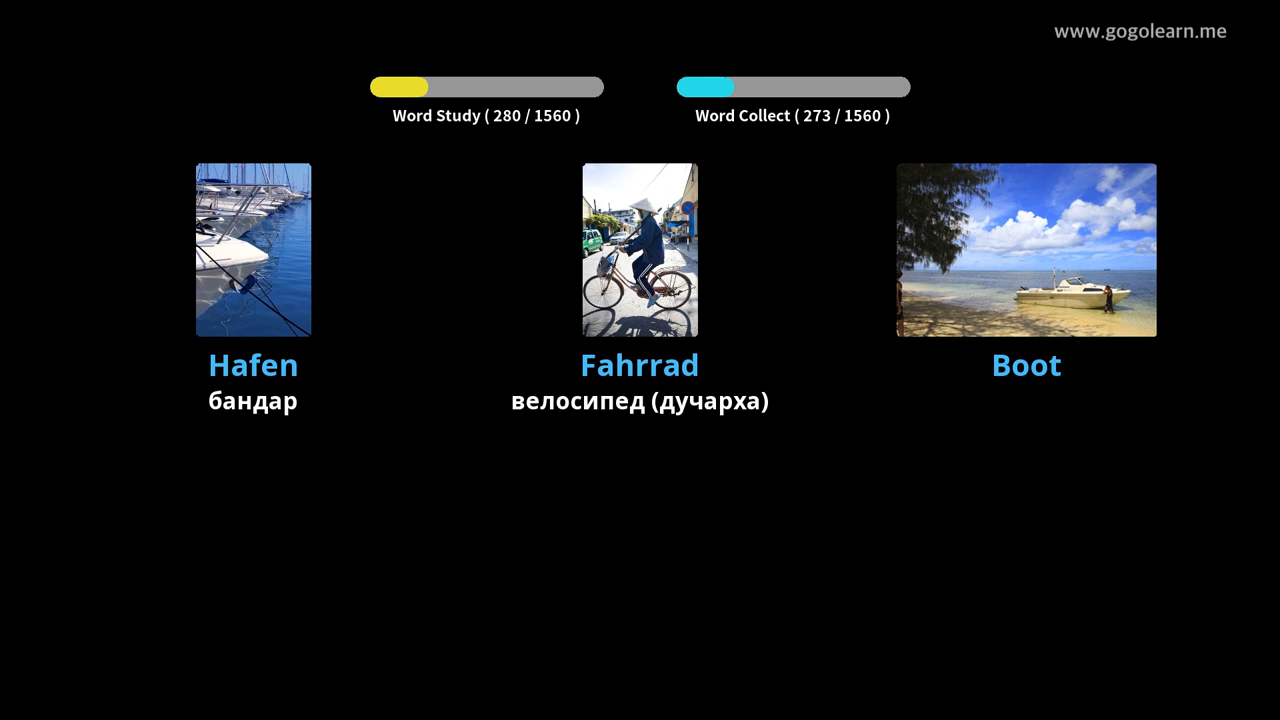 www.gogolearn.me
Word Study ( 280 / 1560 )
Word Collect ( 273 / 1560 )
Hafen
бандар
Fahrrad
велосипед (дучарха)
Boot